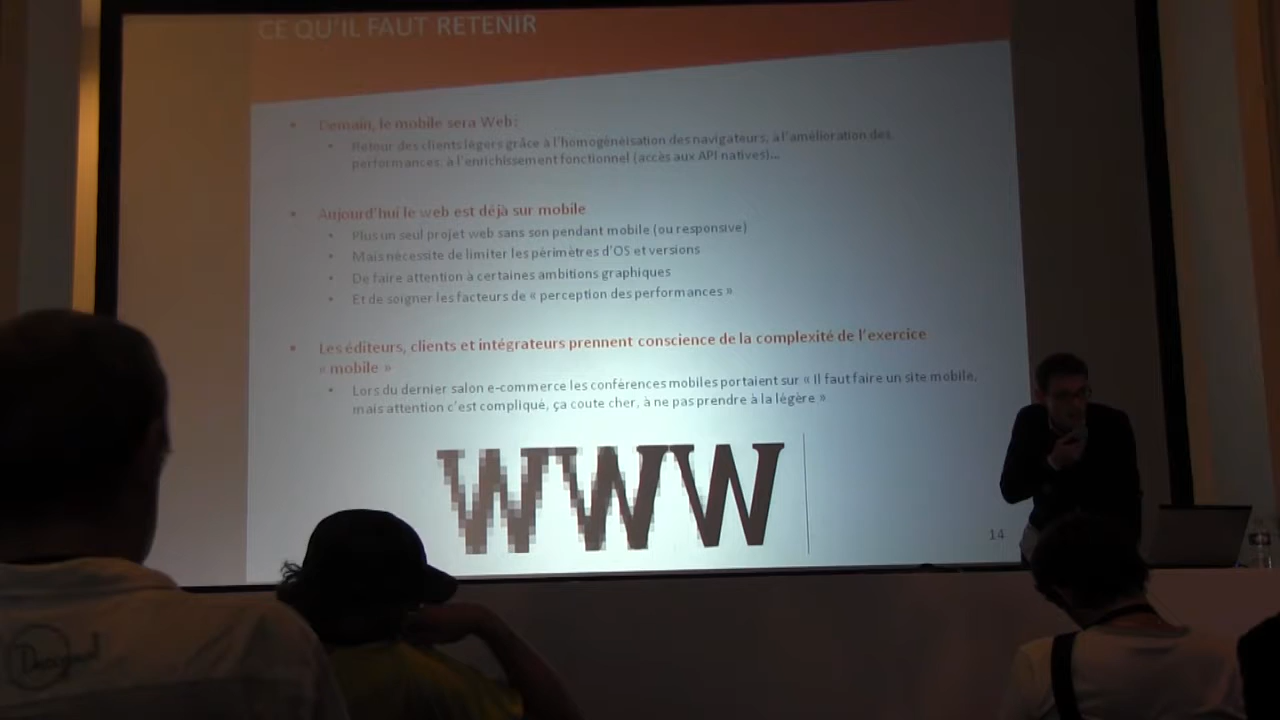 CE QU'IL FAUT RETENIR
Demain, le mobile sera Web :
Retour des clients légers grâce à l'homogénéisation des navigateurs, à l'amélioration des
performances, à l'enrichissement fonctionnel (accès aux API natives)...
Aujourd'hui le web est déjà sur mobile
Plus un seul projet web sans son pendant mobile (ou responsive)
Mais nécessite de limiter les périmètres d'OS et versions
De faire attention à certaines ambitions graphiques
Et de soigner les facteurs de « perception des performances »
Les éditeurs, clients et intégrateurs prennent conscience de la complexité de l'exercice
« mobile »
Lors du dernier salon e-commerce les conférences mobiles portaient sur « Il faut faire un site mobile,
mais attention c'est compliqué, ça coute cher, à ne pas prendre à la légère »
WWW
14